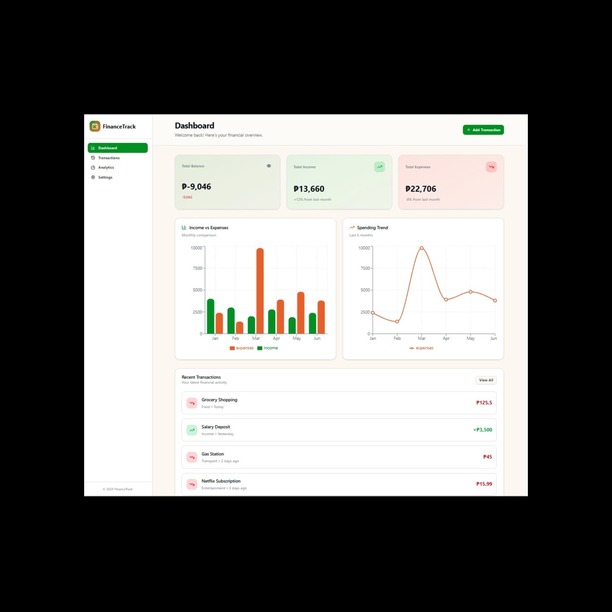 FinanceTrack
Dashboard
Transactions
Analytics
Settings
Dashboard
Welcome back! Here's your financial overview.
+ Add Transaction
Total Balance
₱-9,046
Total Income
₱13,660
+12% from last month
Total Expenses
₱22,706
-8% from last month
Income vs Expenses
Monthly comparison
10000
7500
5000
2500
0
Jan Feb Mar Apr May Jun
expenses income
Spending Trend
Last 6 months
10000
7500
5000
2500
0
Jan Feb Mar Apr May Jun
expenses
Recent Transactions
Your latest financial activity
View All
Grocery Shopping
Food • Today
₱125.5
Salary Deposit
Income • Yesterday
+₱3,500
Gas Station
Transport • 2 days ago
₱45
Netflix Subscription
Entertainment • 3 days ago
₱15.99
FinanceTrack